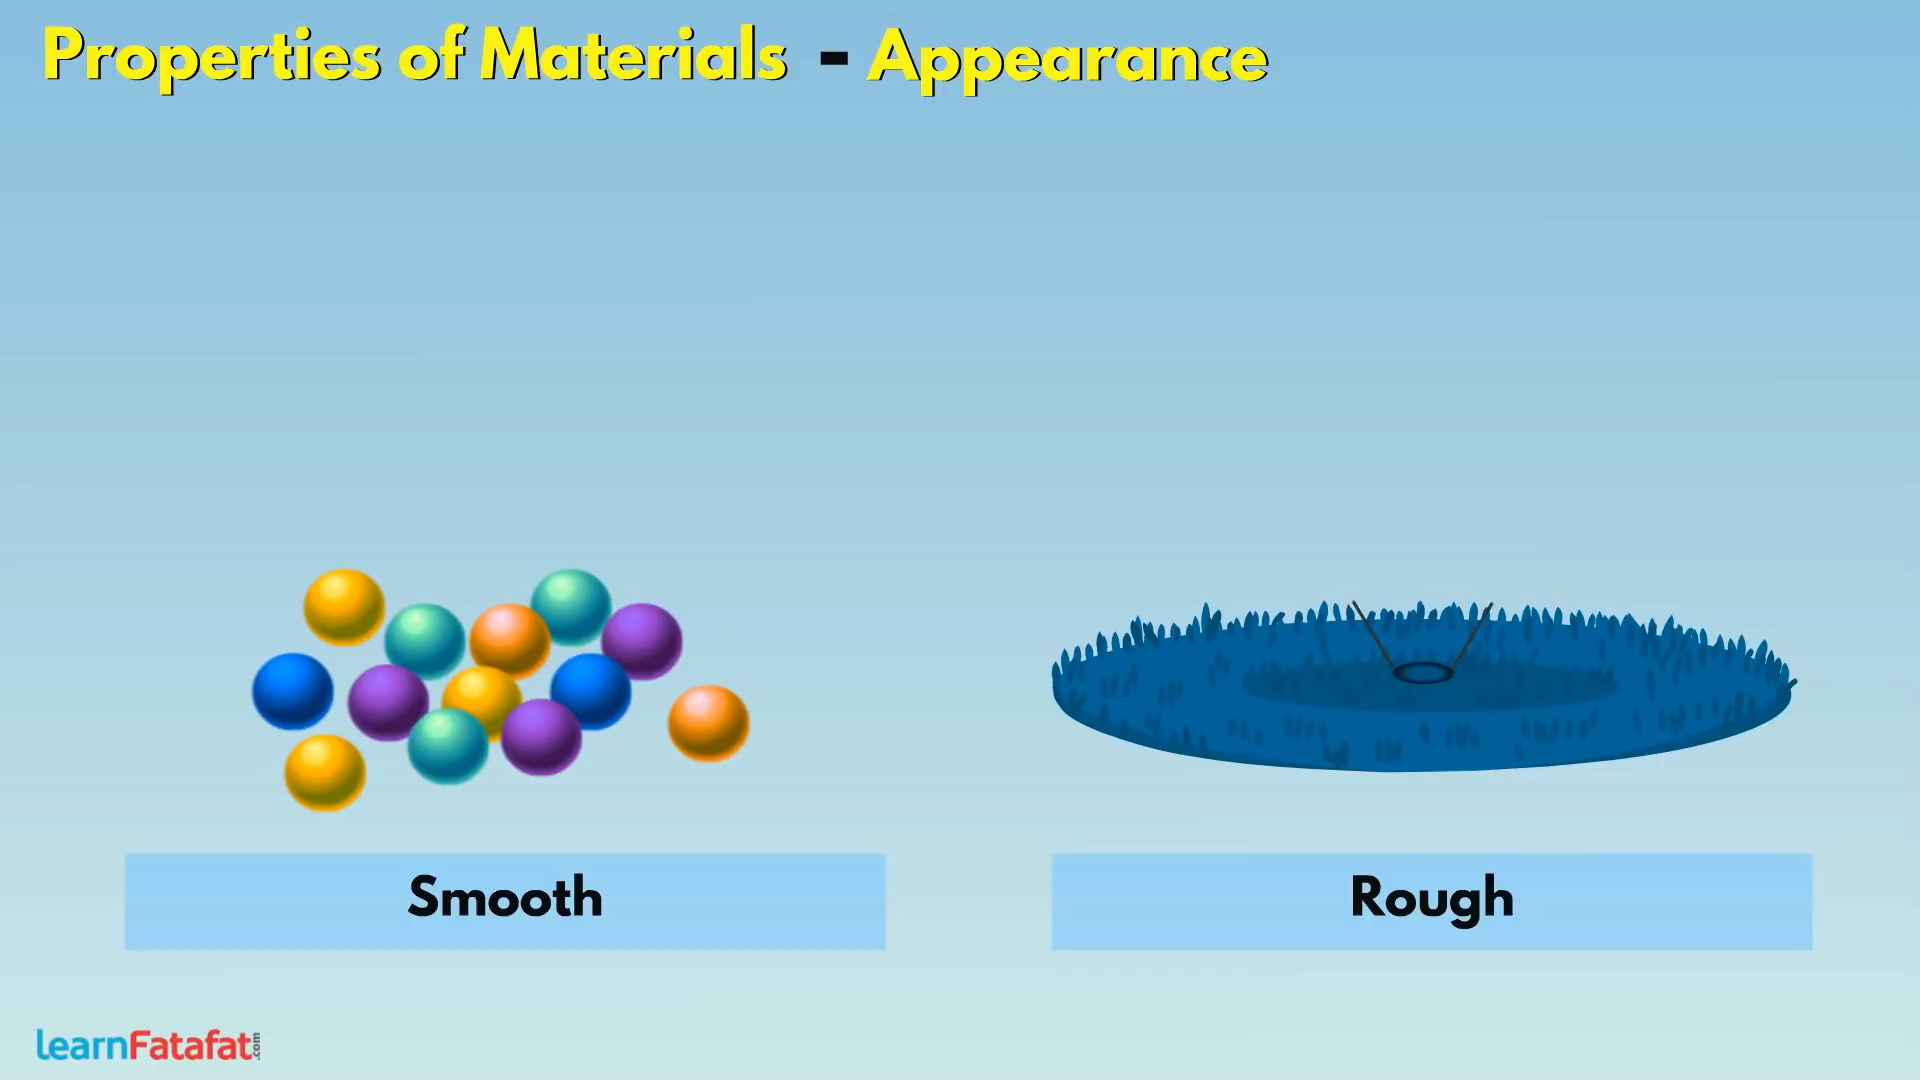 Properties of Materials - Appearance
Smooth
Rough
learnFatafat.com